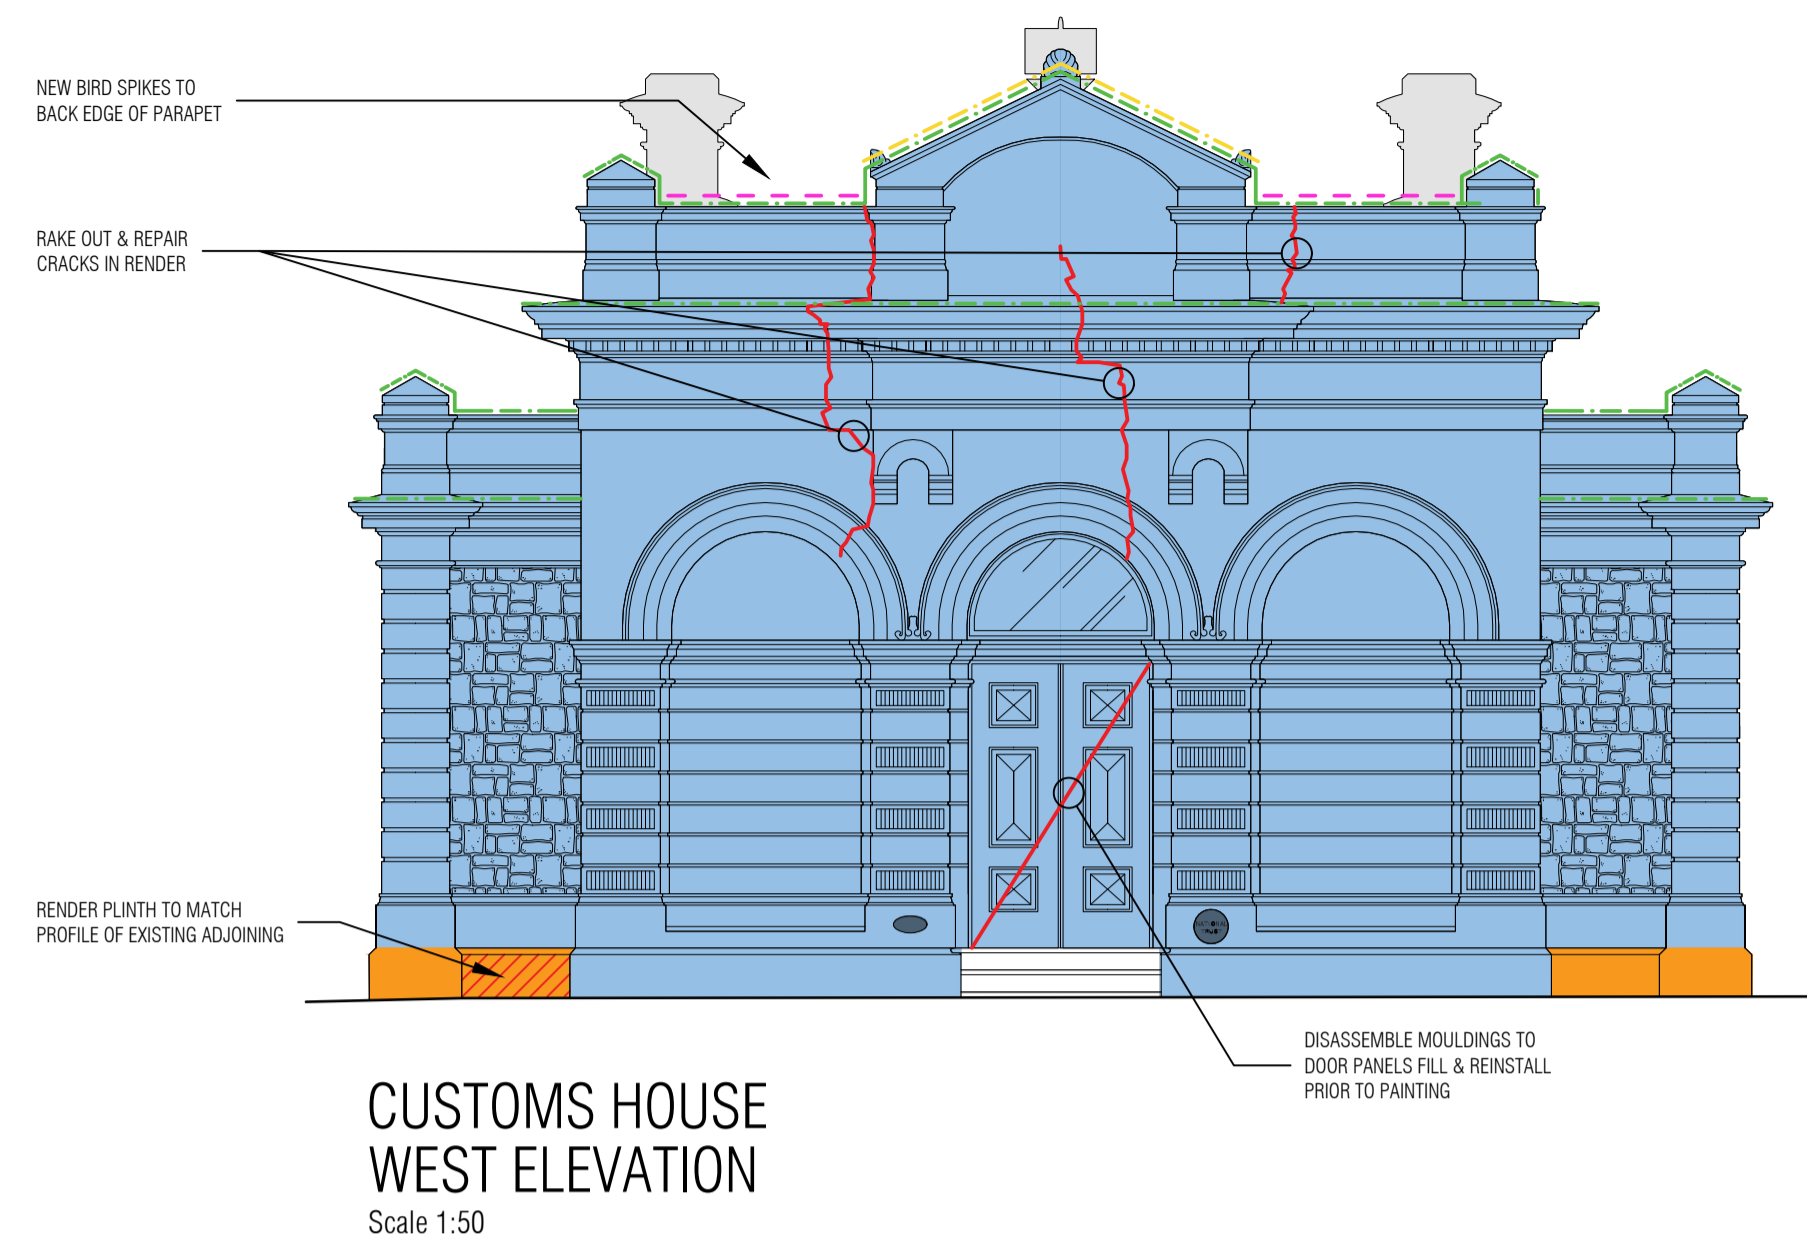 NEW BIRD SPIKES TO
BACK EDGE OF PARAPET
RAKE OUT & REPAIR
CRACKS IN RENDER
RENDER PLINTH TO MATCH
PROFILE OF EXISTING ADJOINING
NATIONAL
TRUST
DISASSEMBLE MOULDINGS TO
DOOR PANELS FILL & REINSTALL
PRIOR TO PAINTING
CUSTOMS HOUSE
WEST ELEVATION
Scale 1:50